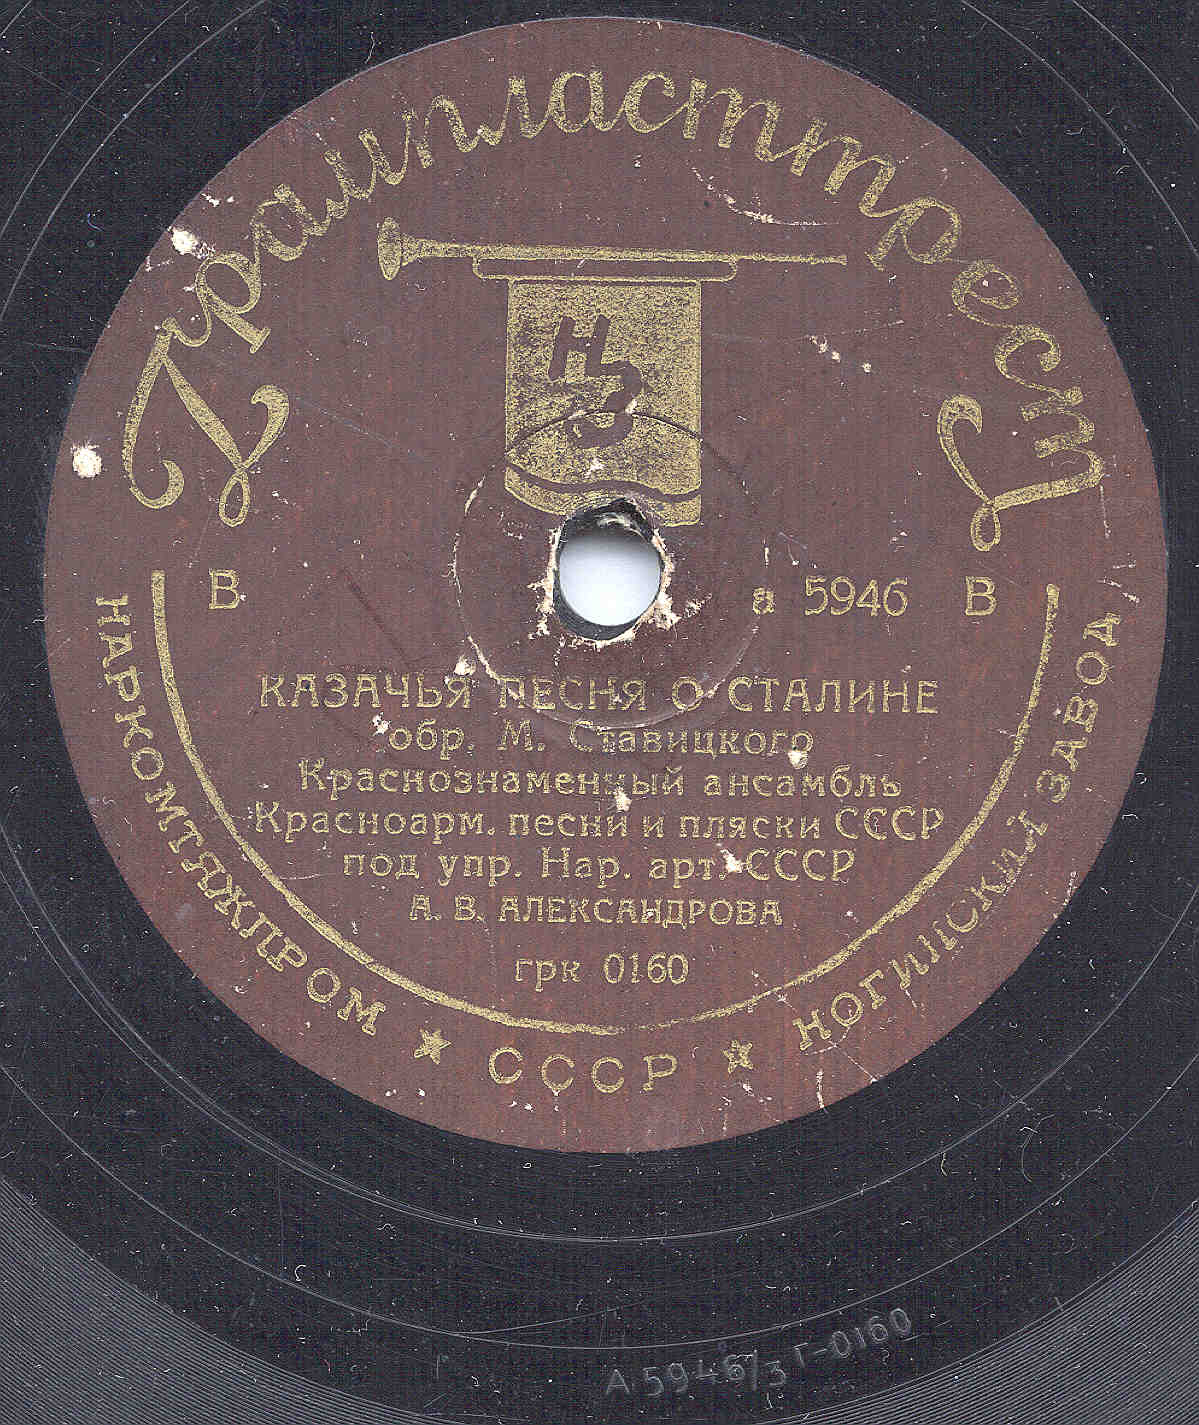 Грампласттрест
НЗ
В а 5946 В
КАЗАЧЬЯ ПЕСНЯ О СТАЛИНЕ
обр. М. Ставицкого
Краснознаменный ансамбль
Красноарм. песни и пляски СССР
под упр. Нар. арт. СССР
А. В. АЛЕКСАНДРОВА
грк 0160
НАРКОМТЯЖПРОМ ★ СССР ★ НОГИНСКИЙ ЗАВОД
А 5946/3 Г-0160